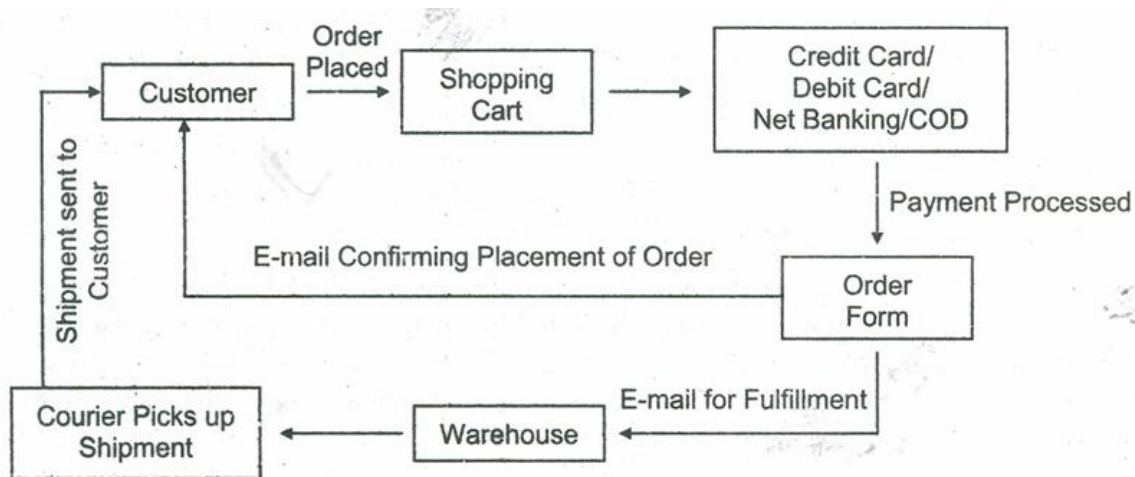 Order
Placed
Customer
Shopping
Cart
Credit Card/
Debit Card/
Net Banking/COD
Payment Processed
E-mail Confirming Placement of Order
Order
Form
Shipment sent to
Customer
E-mail for Fulfillment
Warehouse
Courier Picks up
Shipment